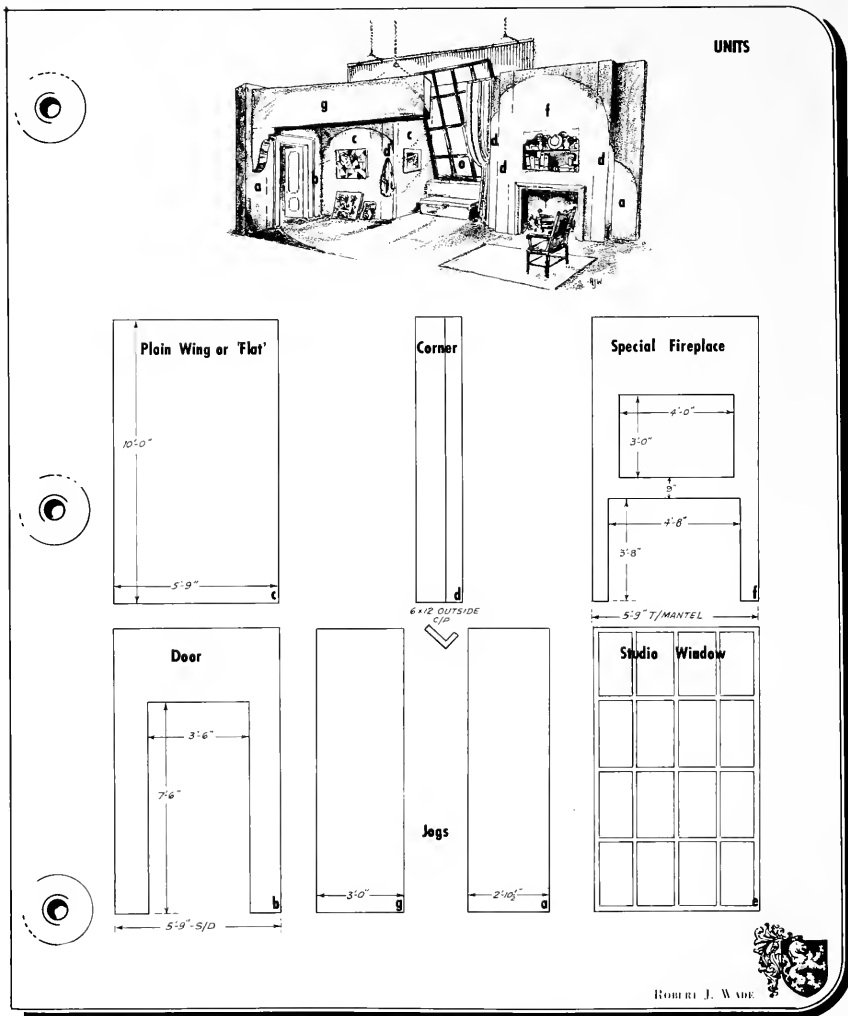 UNITS
g
f
c
c
d
d
e
a
b
d
d
a
RJW
Plain Wing or 'Flat'
10'-0"
5'-9"
c
Corner
d
6 x 12 OUTSIDE
C/P
Special Fireplace
4'-0"
3'-0"
9"
4'-8"
3'-8"
f
5'-9" T/MANTEL
Door
3'-6"
7'-6"
b
5'-9"-S/D
Jogs
3'-0"
g
2'-10½"
a
Studio Window
e
ROBERT J. WADE